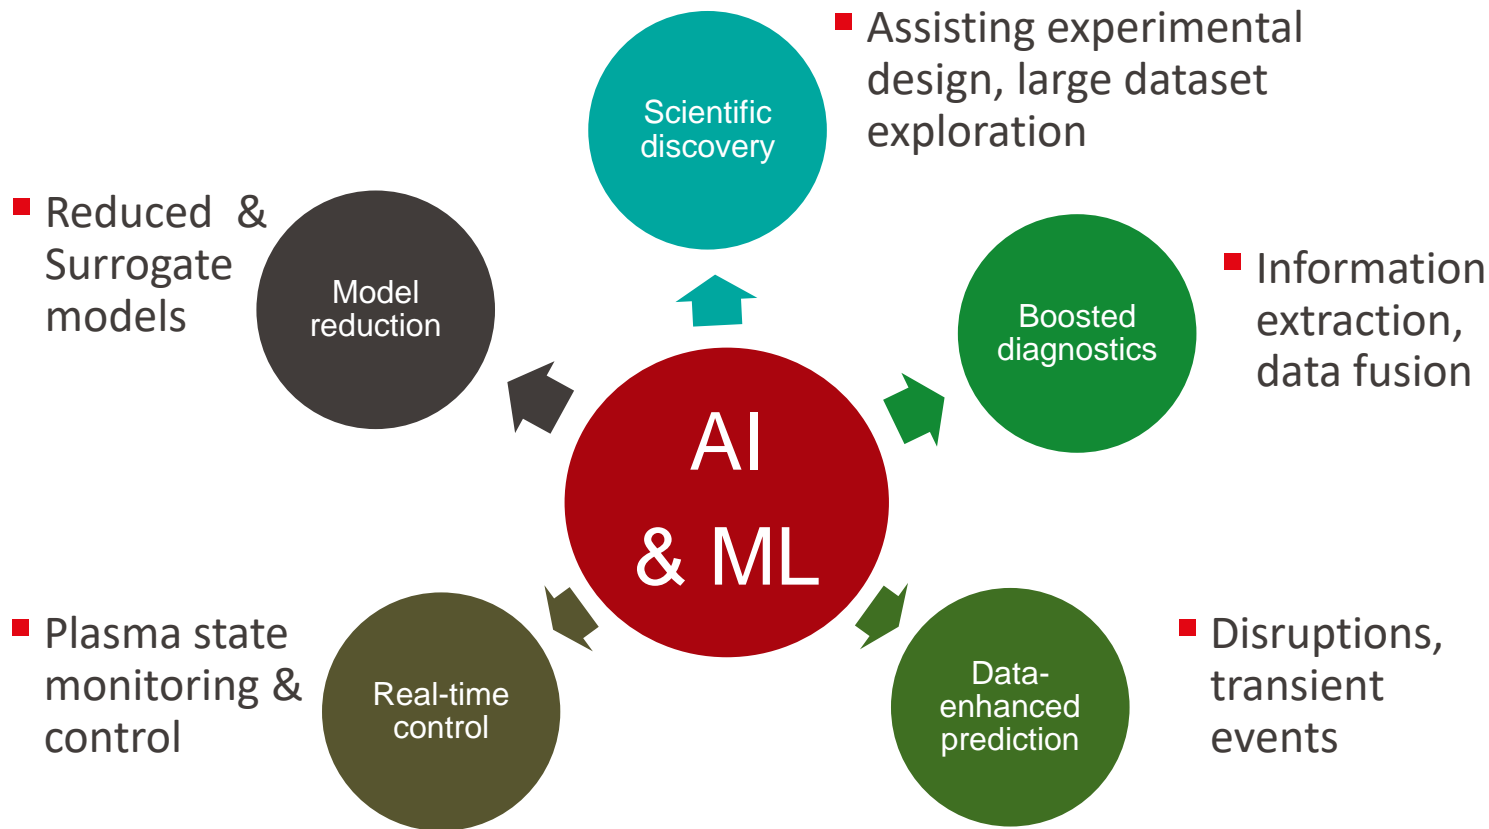 Assisting experimental
design, large dataset
exploration
Scientific
discovery
Reduced &
Surrogate
models
Model
reduction
Boosted
diagnostics
Information
extraction,
data fusion
AI
& ML
Plasma state
monitoring &
control
Real-time
control
Data-
enhanced
prediction
Disruptions,
transient
events